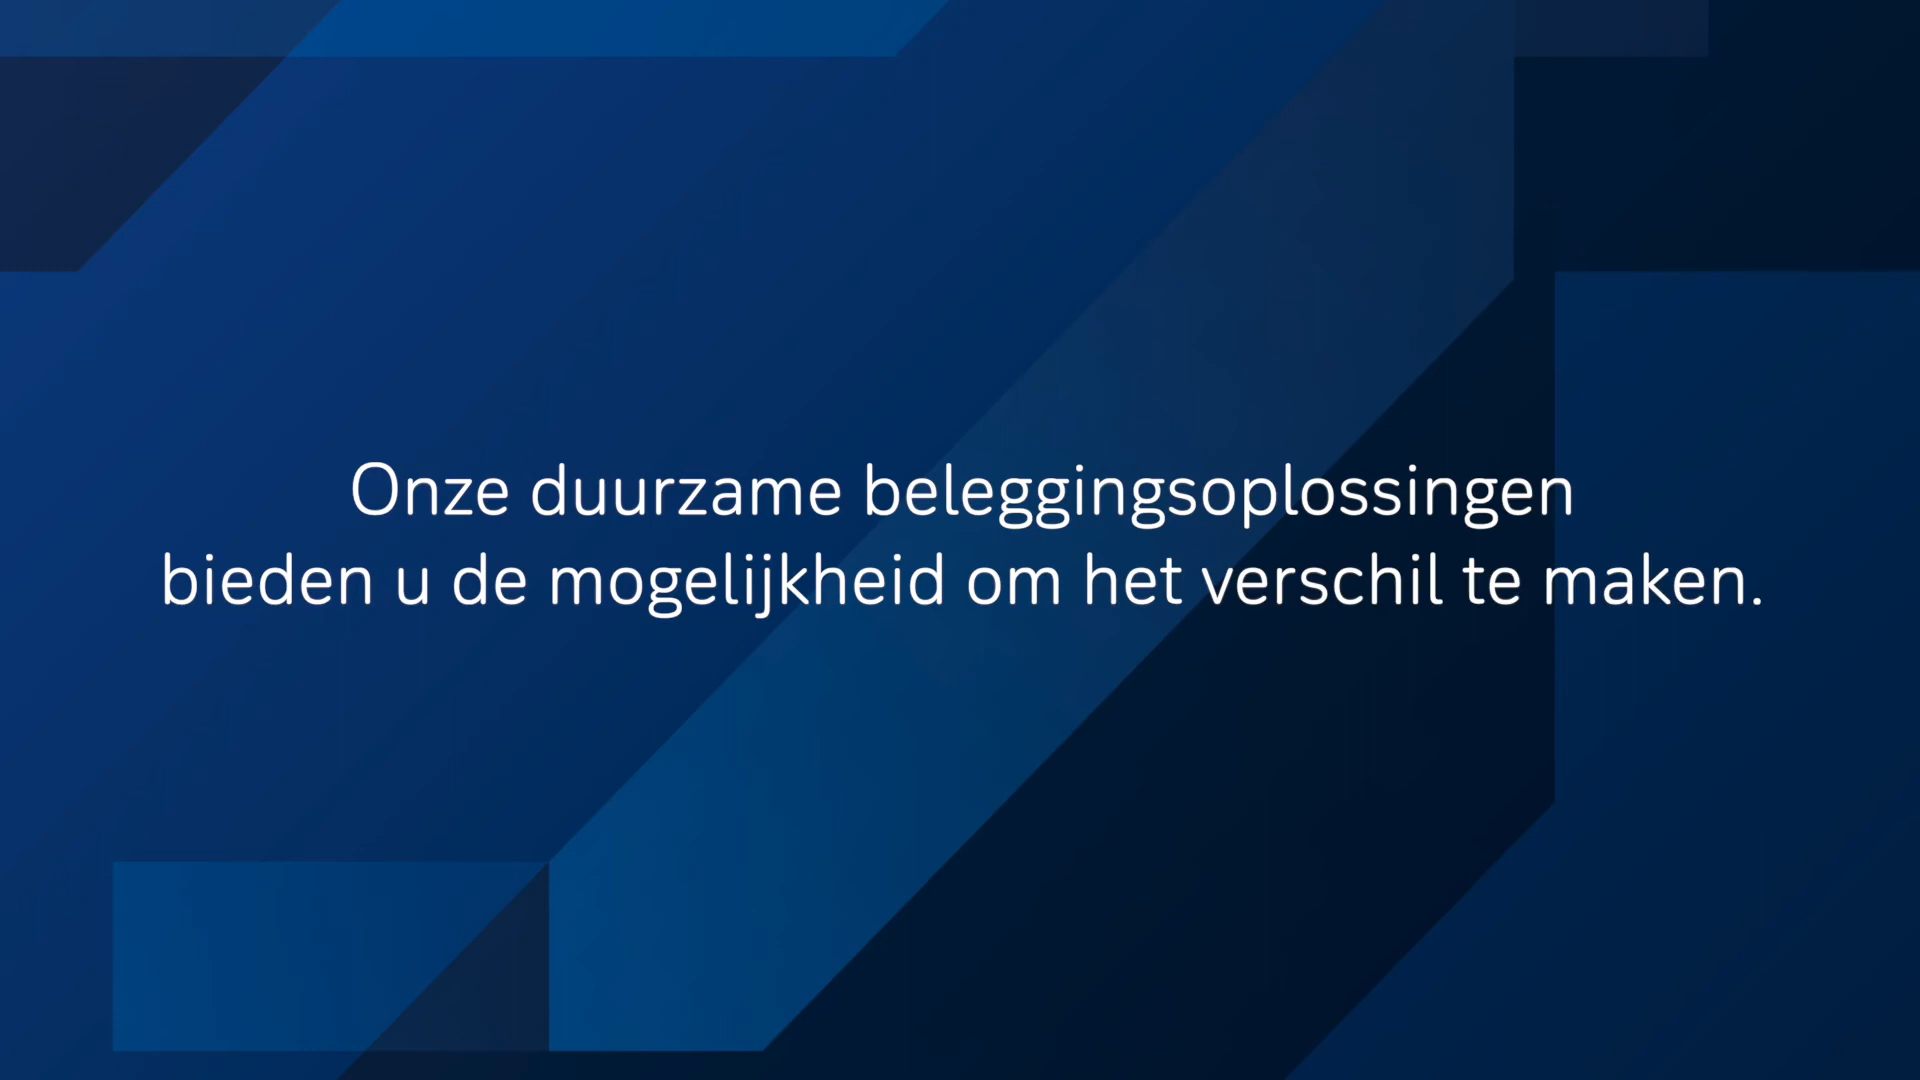 Onze duurzame beleggingsoplossingen
bieden u de mogelijkheid om het verschil te maken.